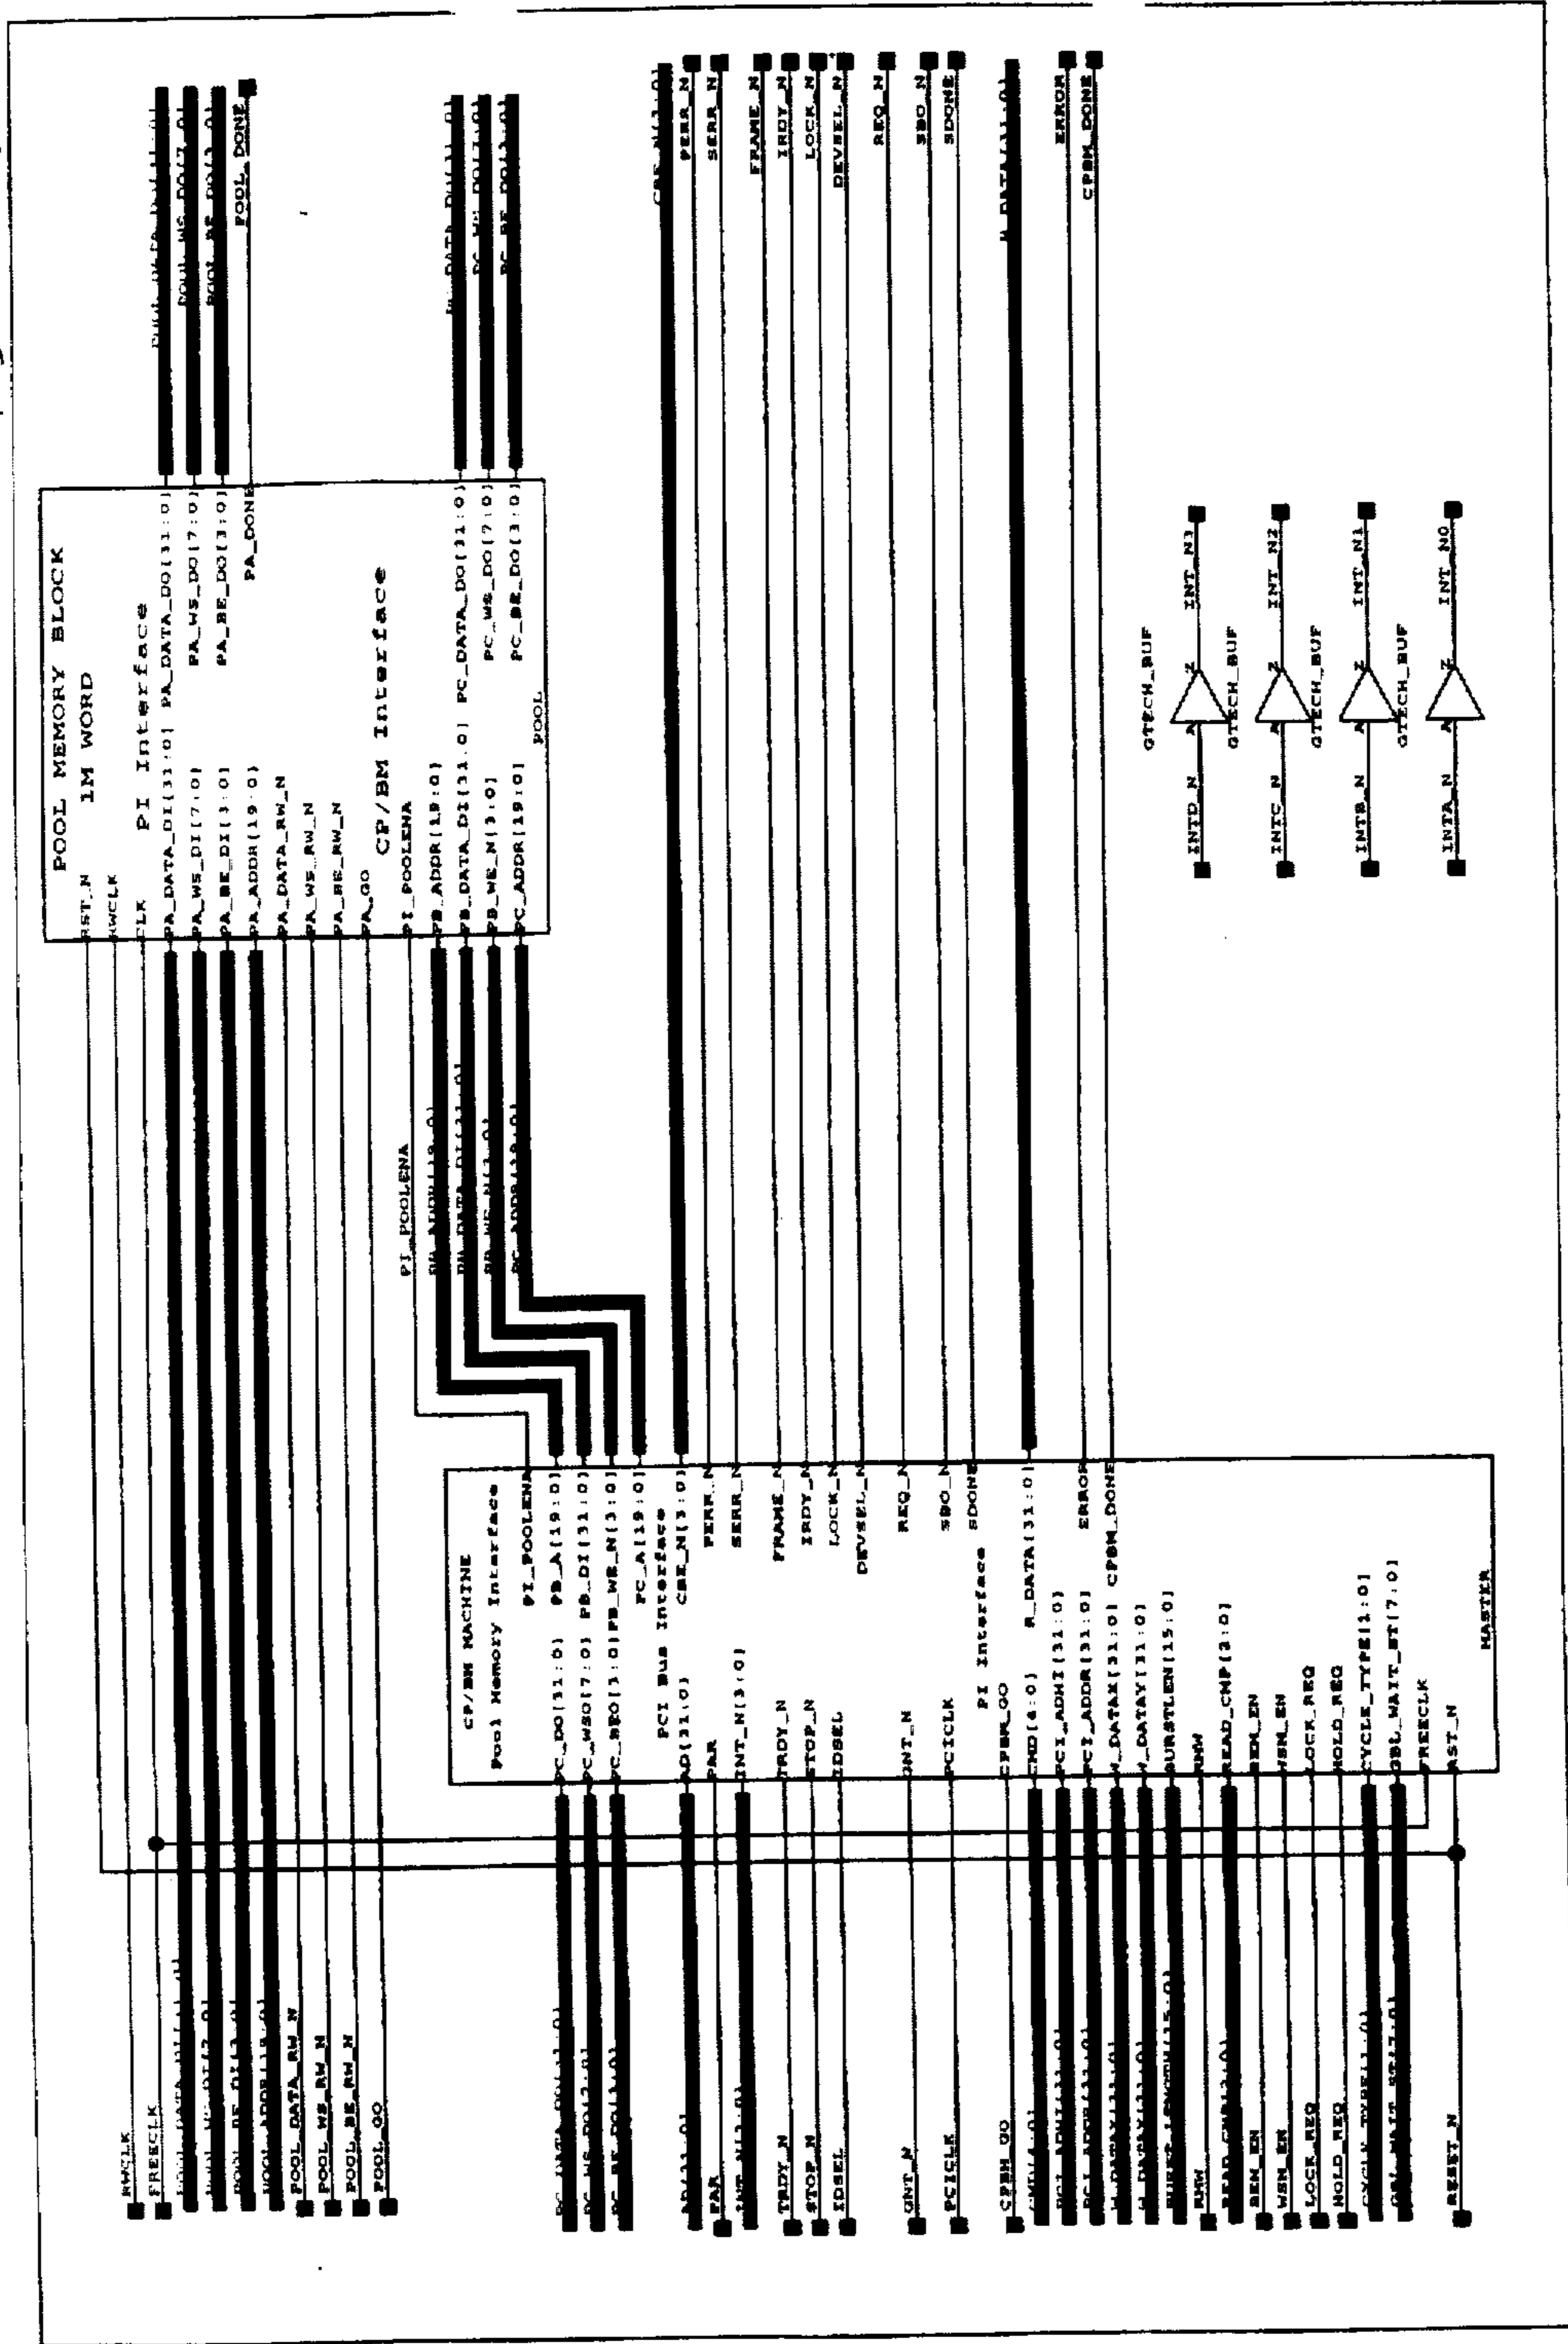 POOL MEMORY BLOCK
1M WORD
RST_N
RWCLK
CLK
PI Interface
PA_DATA_DI[31:0] PA_DATA_DO[31:0]
PA_WS_DI[7:0] PA_WS_DO[7:0]
PA_BE_DI[3:0] PA_BE_DO[3:0]
PA_ADDR[19:0] PA_DONE
PA_DATA_RW_N
PA_WS_RW_N
PA_BE_RW_N
PA_GO
CP/BM Interface
PI_POOLENA
PB_ADDR[19:0]
PB_DATA_DI[31:0] PC_DATA_DO[31:0]
PB_WE_N[3:0] PC_WS_DO[7:0]
PC_ADDR[19:0] PC_BE_DO[3:0]
POOL
POOL_DONE
RWCLK
FREECLK
POOL_DATA_RW_N
POOL_WS_RW_N
POOL_BE_RW_N
POOL_GO
PI_POOLENA
CP/BM MACHINE
Pool Memory Interface
PI_POOLENA
PC_DO[31:0] PB_A[19:0]
PC_WSO[7:0] PB_DI[31:0]
PC_BEO[3:0] PB_WE_N[3:0]
PC_A[19:0]
PCI Bus Interface
AD[31:0] CBE_N[3:0]
PAR PERR_N
INT_N[3:0] SERR_N
TRDY_N FRAME_N
STOP_N IRDY_N
IDSEL LOCK_N
DEVSEL_N
GNT_N REQ_N
PCICLK SBO_N
SDONE
PI Interface
CPBM_GO
CMD[4:0] R_DATA[31:0]
PCI_ADHI[31:0]
PCI_ADDR[31:0] ERROR
W_DATAX[31:0] CPBM_DONE
W_DATAY[31:0]
BURSTLEN[15:0]
RMW
READ_CMP[3:0]
BEM_EN
WSM_EN
LOCK_REQ
HOLD_REQ
CYCLE_TYPE[1:0]
GBL_WAIT_ST[7:0]
FREECLK
RST_N
MASTER
PAR
TRDY_N
STOP_N
IDSEL
GNT_N
PCICLK
CPBM_GO
RMW
BEM_EN
WSM_EN
LOCK_REQ
HOLD_REQ
RESET_N
PERR_N
SERR_N
FRAME_N
IRDY_N
LOCK_N
DEVSEL_N
REQ_N
SBO_N
SDONE
ERROR
CPBM_DONE
GTECH_BUF
INTD_N A Z INT_N3
GTECH_BUF
INTC_N A Z INT_N2
GTECH_BUF
INTB_N A Z INT_N1
GTECH_BUF
INTA_N A Z INT_N0